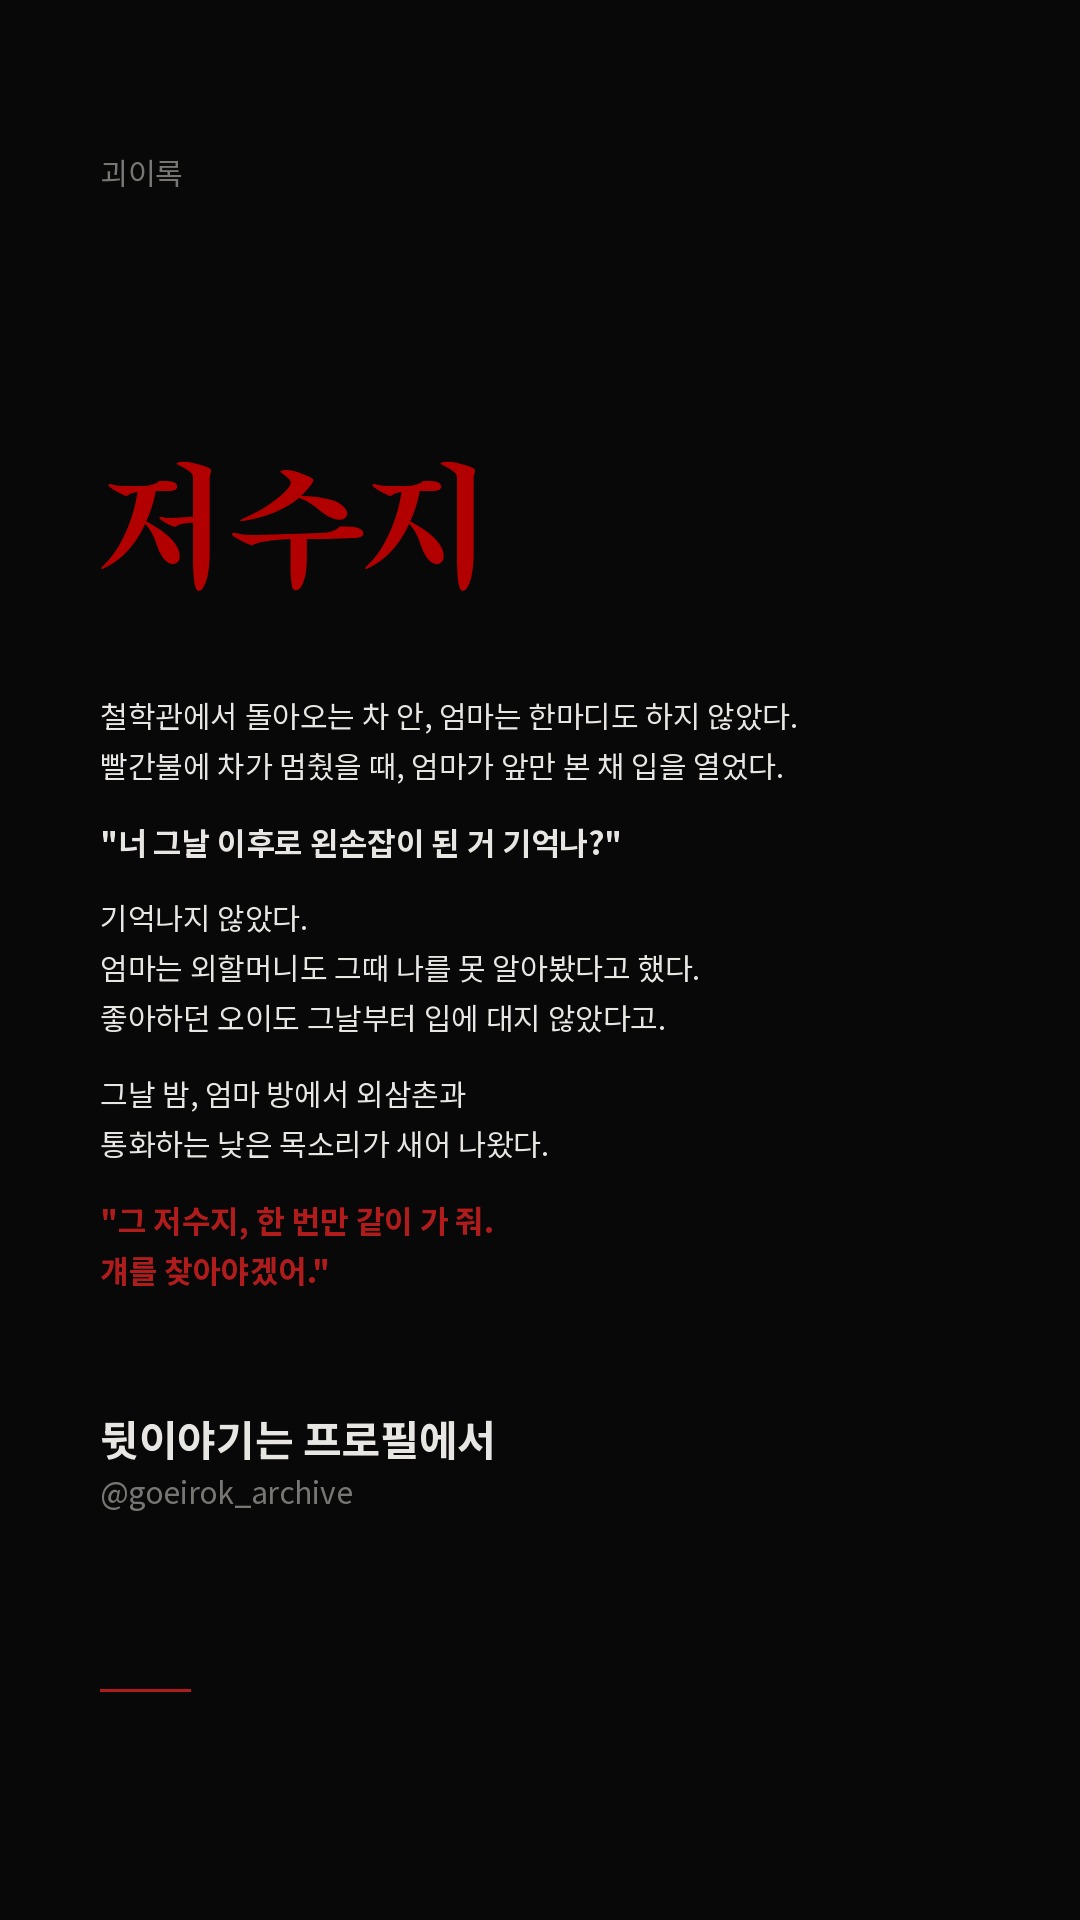 괴이록
저수지
철학관에서 돌아오는 차 안, 엄마는 한마디도 하지 않았다.
빨간불에 차가 멈췄을 때, 엄마가 앞만 본 채 입을 열었다.
"너 그날 이후로 왼손잡이 된 거 기억나?"
기억나지 않았다.
엄마는 외할머니도 그때 나를 못 알아봤다고 했다.
좋아하던 오이도 그날부터 입에 대지 않았다고.
그날 밤, 엄마 방에서 외삼촌과
통화하는 낮은 목소리가 새어 나왔다.
"그 저수지, 한 번만 같이 가 줘.
걔를 찾아야겠어."
뒷이야기는 프로필에서
@goeirok_archive